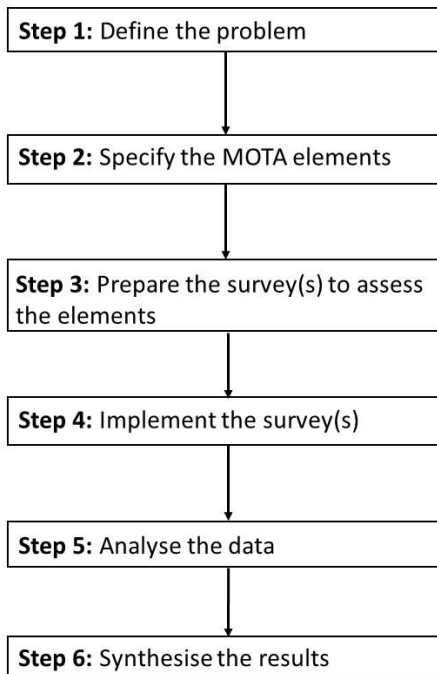 Step 1: Define the problem
Step 2: Specify the MOTA elements
Step 3: Prepare the survey(s) to assess
the elements
Step 4: Implement the survey(s)
Step 5: Analyse the data
Step 6: Synthesise the results